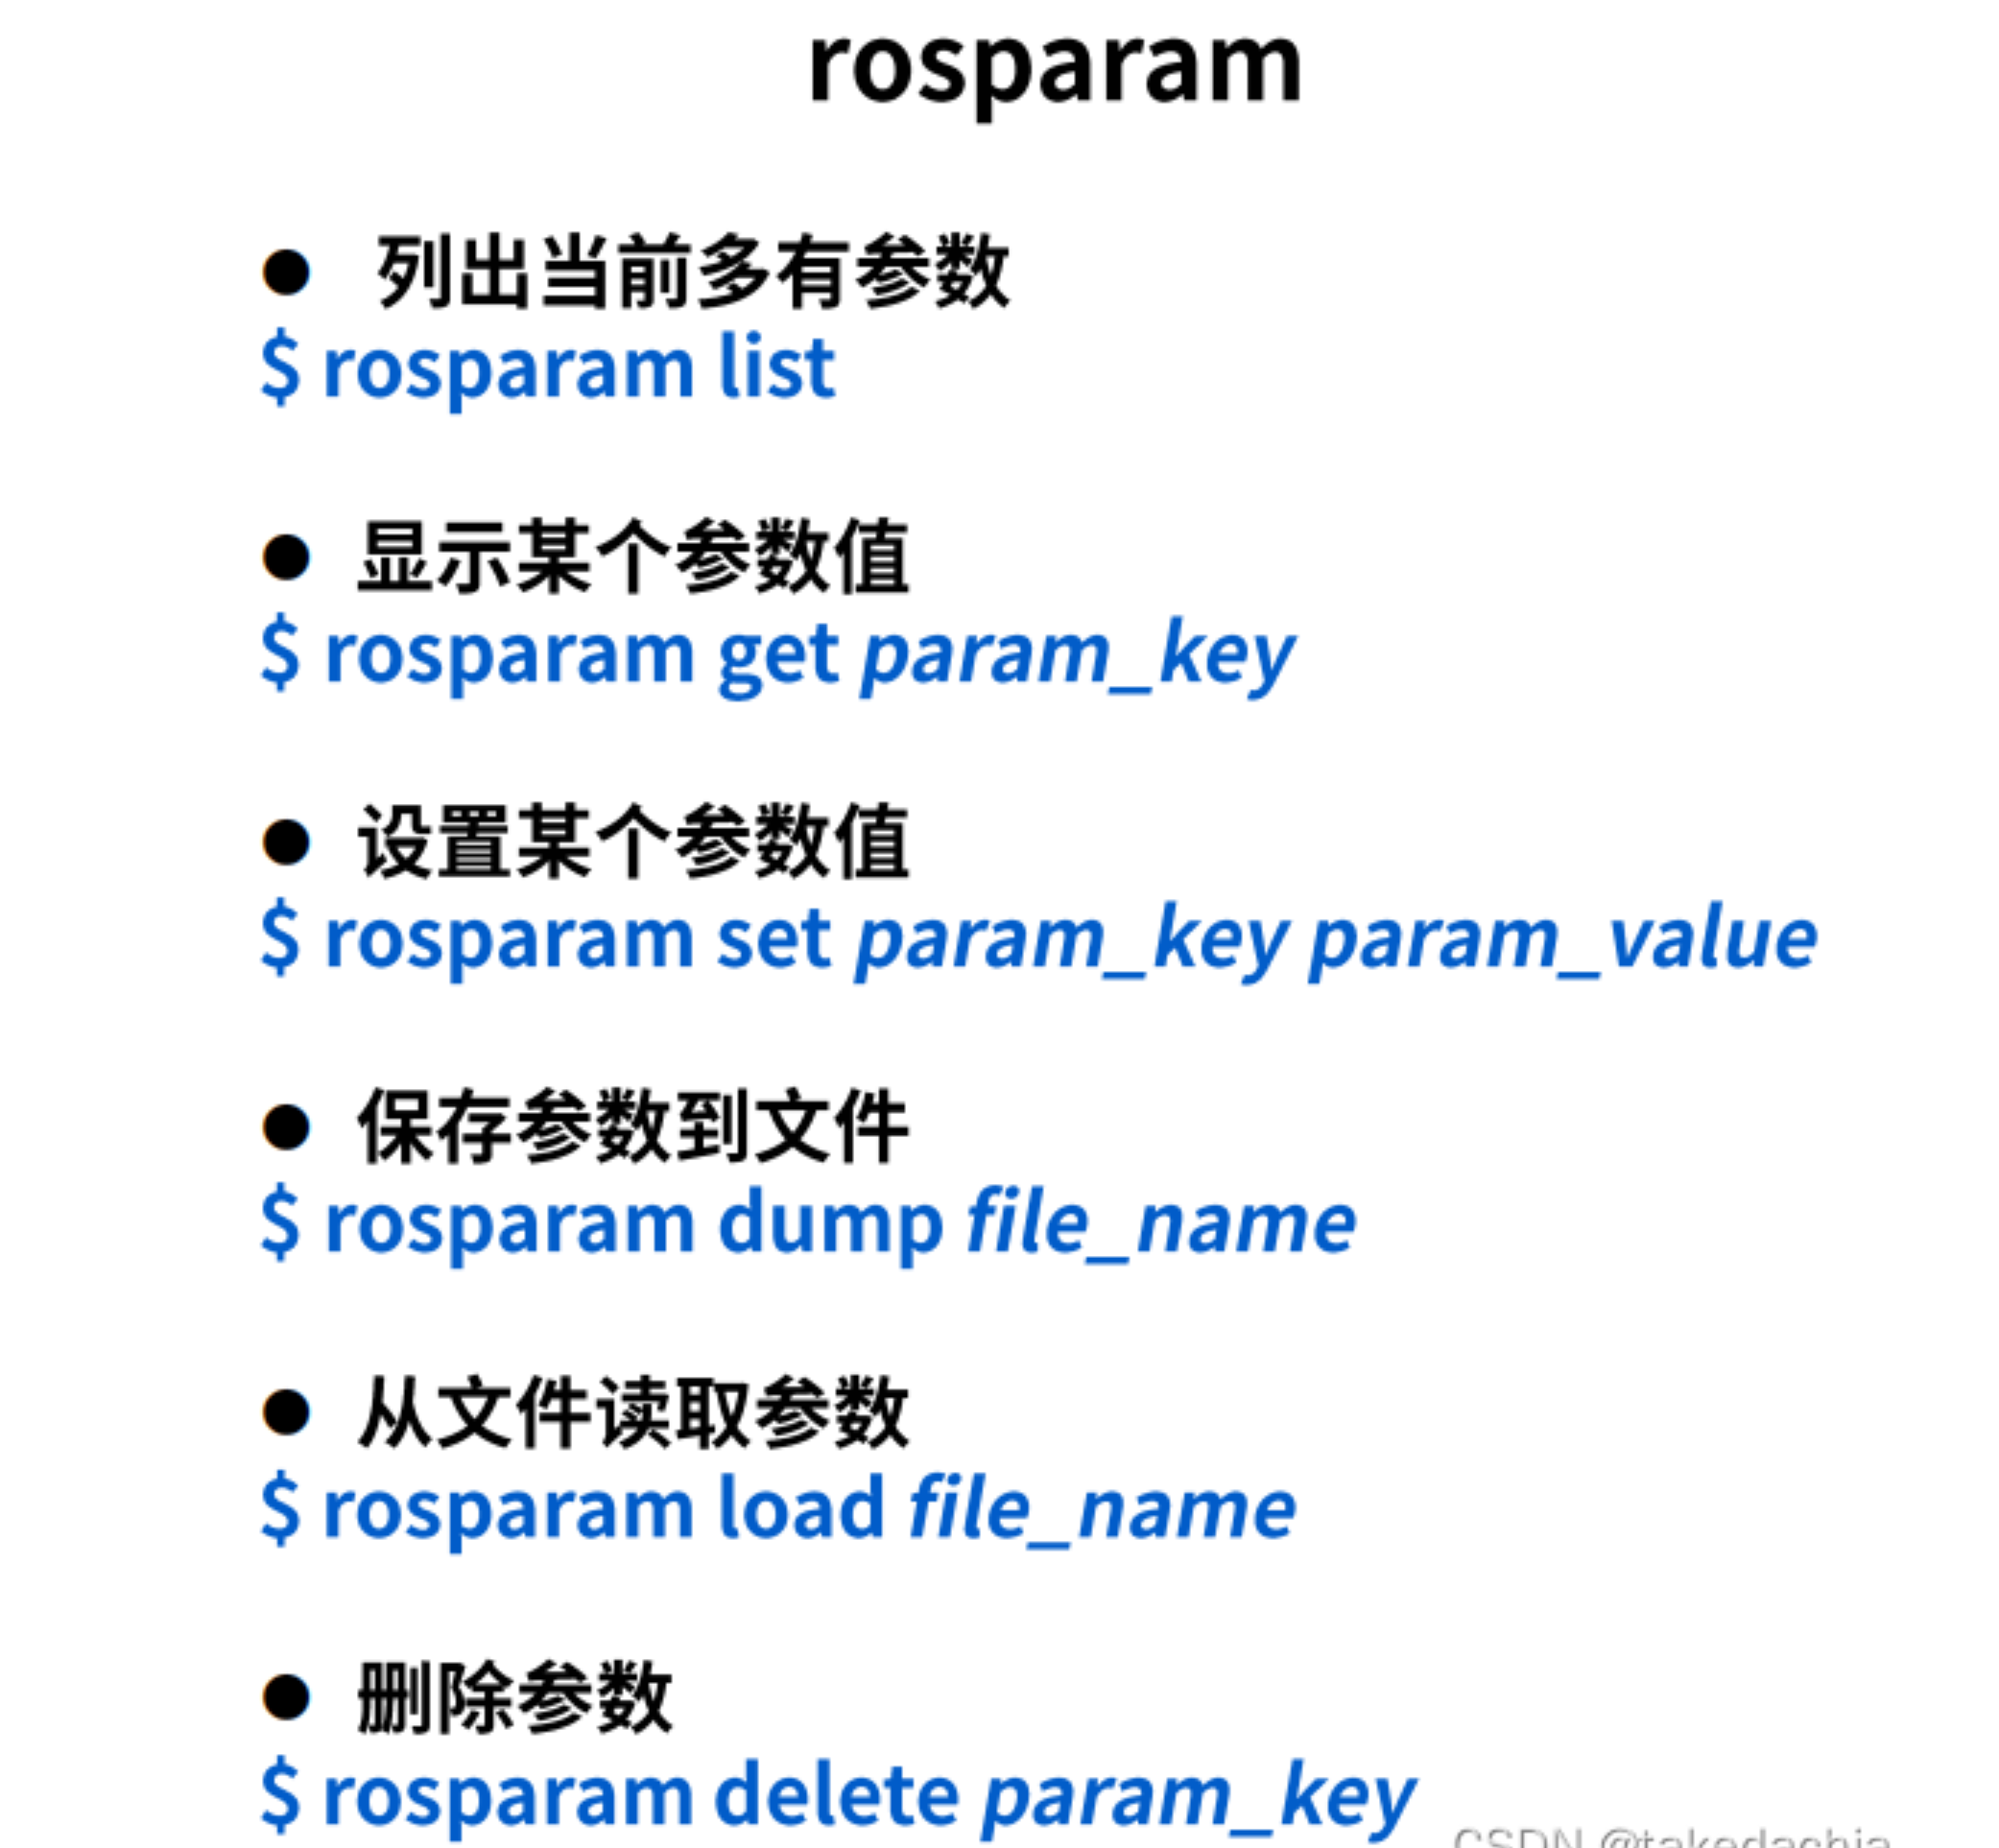 rosparam
● 列出当前多有参数
$ rosparam list
● 显示某个参数值
$ rosparam get param_key
● 设置某个参数值
$ rosparam set param_key param_value
● 保存参数到文件
$ rosparam dump file_name
● 从文件读取参数
$ rosparam load file_name
● 删除参数
$ rosparam delete param_key
CSDN @takedachia